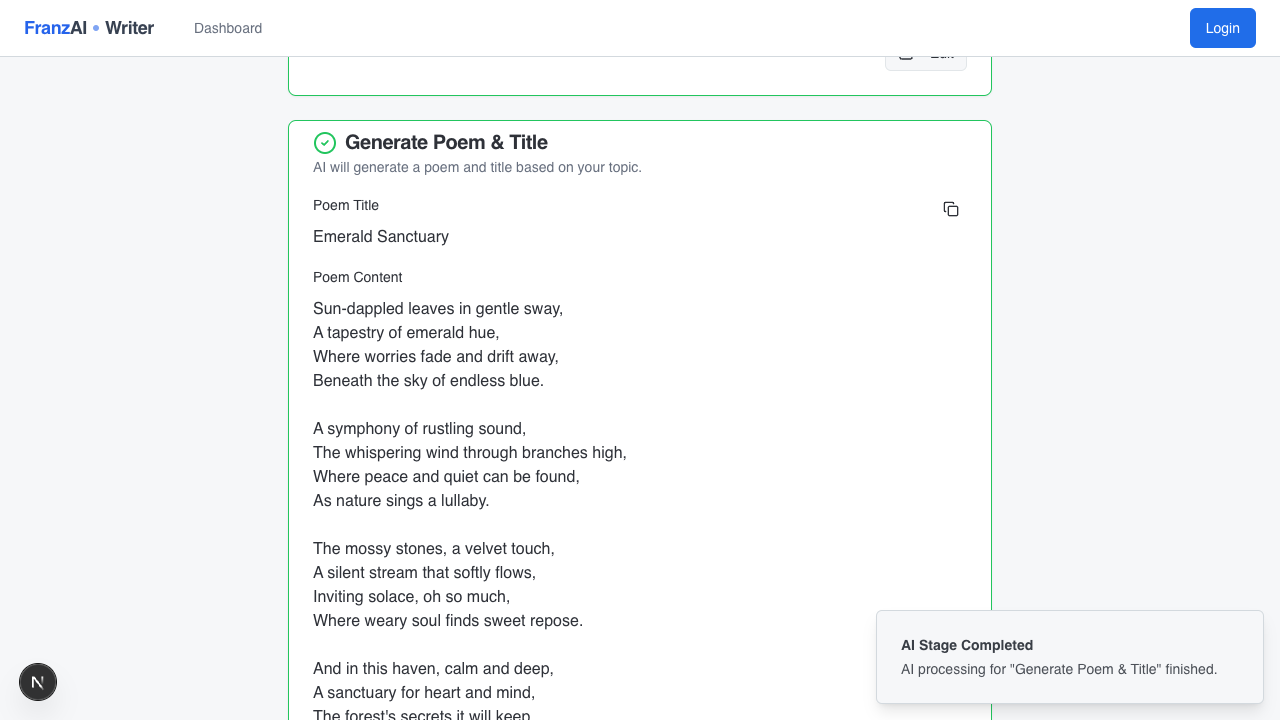 FranzAI • Writer
Dashboard
Login
Edit
Generate Poem & Title
AI will generate a poem and title based on your topic.
Poem Title
Emerald Sanctuary
Poem Content
Sun-dappled leaves in gentle sway,
A tapestry of emerald hue,
Where worries fade and drift away,
Beneath the sky of endless blue.
A symphony of rustling sound,
The whispering wind through branches high,
Where peace and quiet can be found,
As nature sings a lullaby.
The mossy stones, a velvet touch,
A silent stream that softly flows,
Inviting solace, oh so much,
Where weary soul finds sweet repose.
And in this haven, calm and deep,
A sanctuary for heart and mind,
The forest's secrets it will keep
AI Stage Completed
AI processing for "Generate Poem & Title" finished.
N